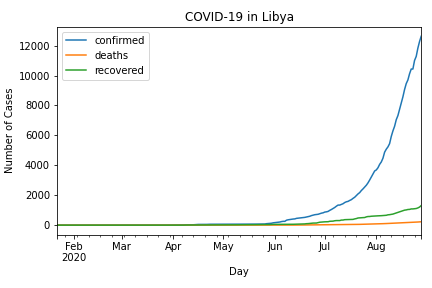 COVID-19 in Libya
confirmed
deaths
recovered
Number of Cases
12000
10000
8000
6000
4000
2000
0
Feb Mar Apr May Jun Jul Aug
2020
Day